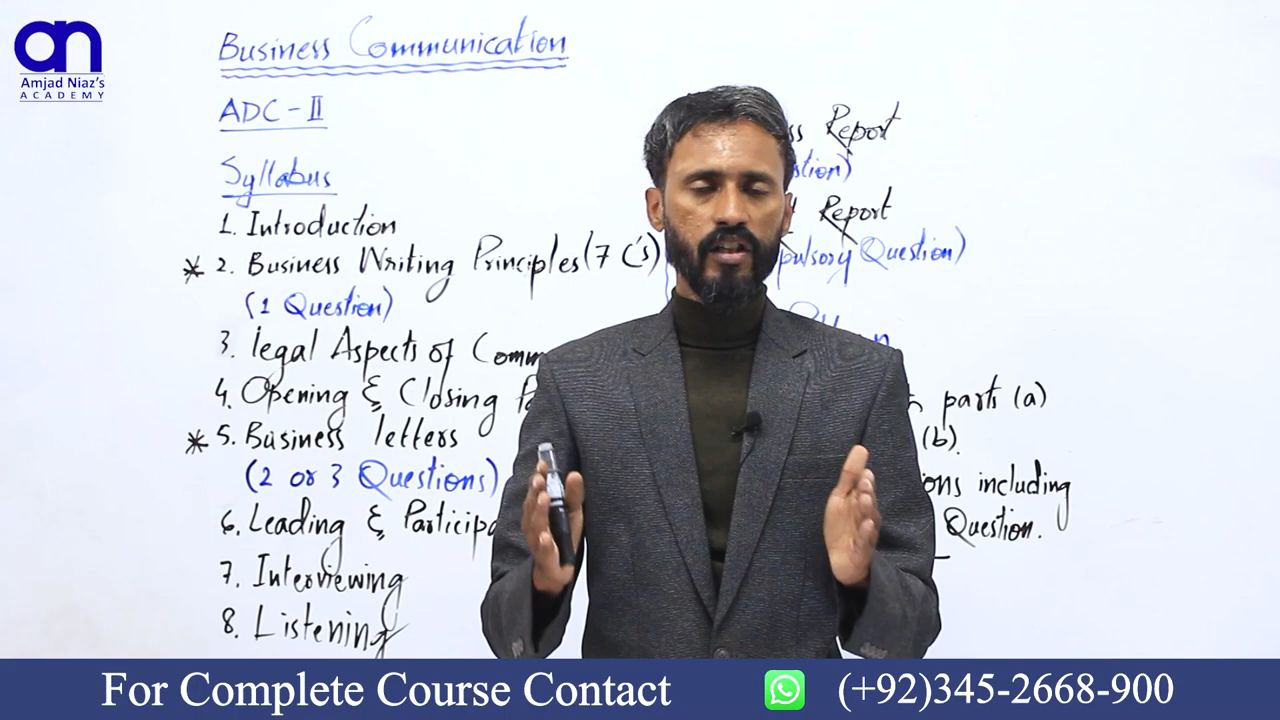 an
Amjad Niaz's
ACADEMY
Business Communication
ADC - II
Syllabus
1. Introduction
* 2. Business Writing Principles (7 C's)
(1 Question)
3. legal Aspects of
4. Opening & Closing
* 5. Business letters
(2 or 3 Questions)
6. Leading &
7. Interviewing
8. Listening
Report
Report
Question)
parts (a)
(b).
including
Question.
For Complete Course Contact
(+92)345-2668-900